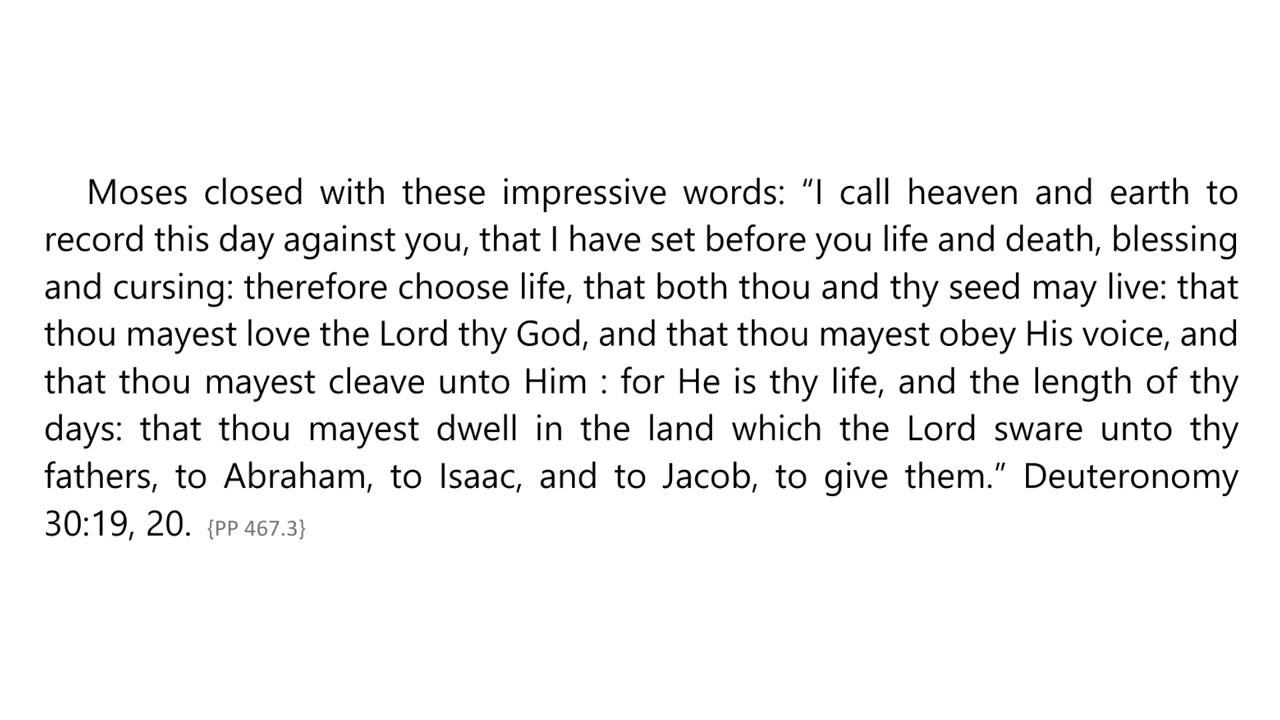 Moses closed with these impressive words: “I call heaven and earth to
record this day against you, that I have set before you life and death, blessing
and cursing: therefore choose life, that both thou and thy seed may live: that
thou mayest love the Lord thy God, and that thou mayest obey His voice, and
that thou mayest cleave unto Him : for He is thy life, and the length of thy
days: that thou mayest dwell in the land which the Lord sware unto thy
fathers, to Abraham, to Isaac, and to Jacob, to give them.” Deuteronomy
30:19, 20. {PP 467.3}